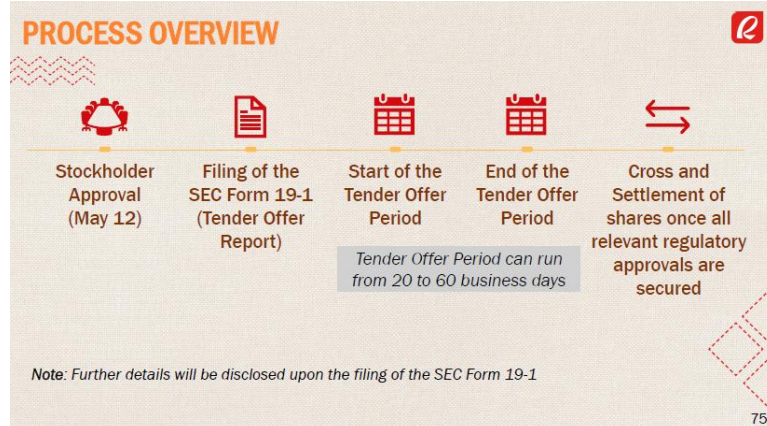 PROCESS OVERVIEW
R
Stockholder
Approval
(May 12)
Filing of the
SEC Form 19-1
(Tender Offer
Report)
Start of the
Tender Offer
Period
End of the
Tender Offer
Period
Tender Offer Period can run
from 20 to 60 business days
Cross and
Settlement of
shares once all
relevant regulatory
approvals are
secured
Note: Further details will be disclosed upon the filing of the SEC Form 19-1
75